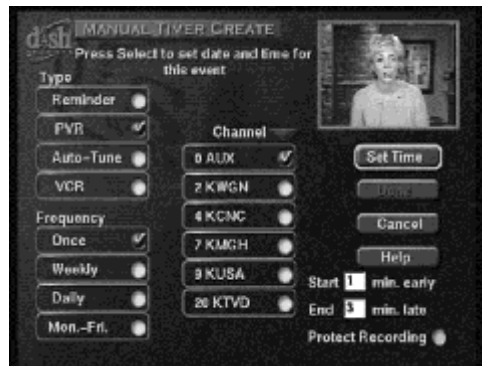 dish
MANUAL TIMER CREATE
Press Select to set date and time for
this event
Type
Reminder
PVR
Auto-Tune
VCR
Frequency
Once
Weekly
Daily
Mon.-Fri.
Channel
0 AUX
2 KWGN
4 KCNC
7 KMGH
9 KUSA
20 KTVD
Set Time
Done
Cancel
Help
Start 1 min. early
End 3 min. late
Protect Recording